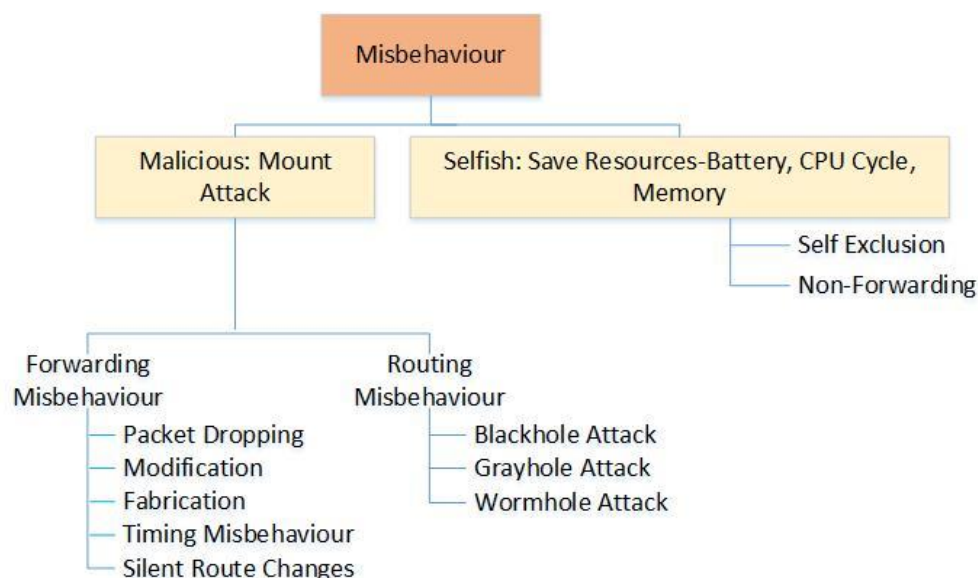 Misbehaviour
Malicious: Mount
Attack
Selfish: Save Resources-Battery, CPU Cycle,
Memory
Self Exclusion
Non-Forwarding
Forwarding
Misbehaviour
Packet Dropping
Modification
Fabrication
Timing Misbehaviour
Silent Route Changes
Routing
Misbehaviour
Blackhole Attack
Grayhole Attack
Wormhole Attack